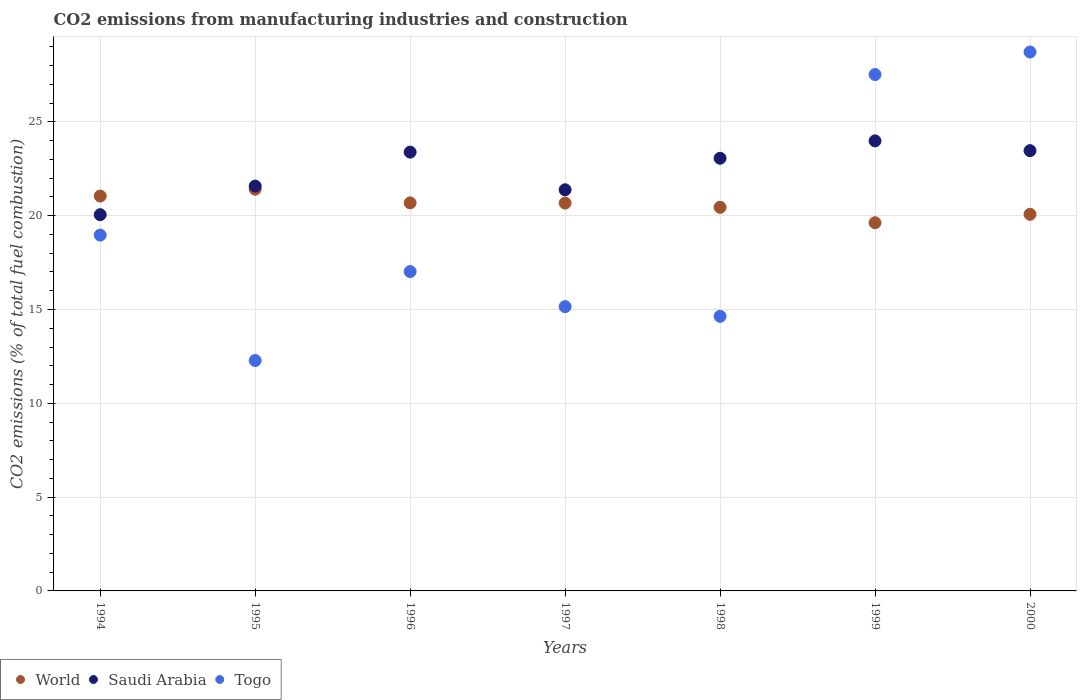 CO2 emissions from manufacturing industries and construction
CO2 emissions (% of total fuel combustion)
25
20
15
10
5
0
1994
1995
1996
1997
1998
1999
2000
Years
World
Saudi Arabia
Togo